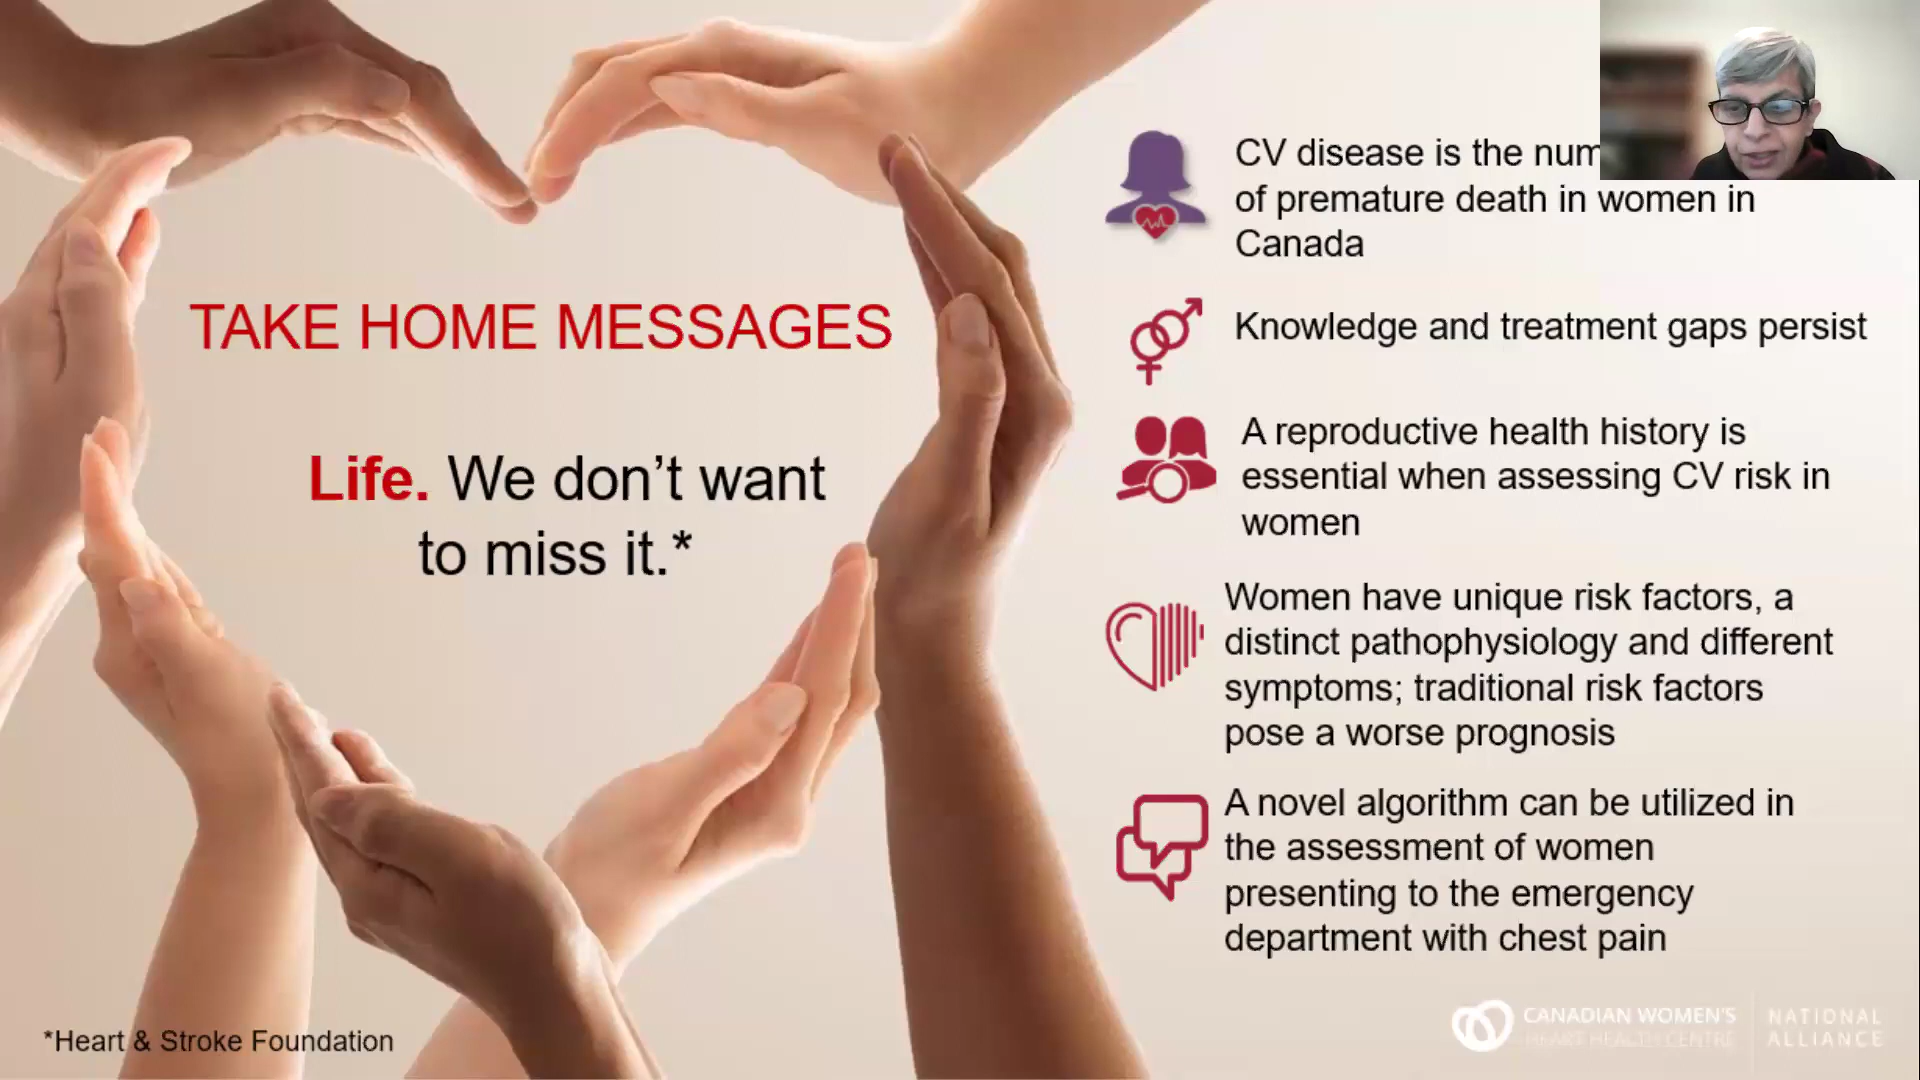 TAKE HOME MESSAGES
Life. We don't want
to miss it.*
*Heart & Stroke Foundation
CV disease is the
of premature death in women in
Canada
Knowledge and treatment gaps persist
A reproductive health history is
essential when assessing CV risk in
women
Women have unique risk factors, a
distinct pathophysiology and different
symptoms; traditional risk factors
pose a worse prognosis
A novel algorithm can be utilized in
the assessment of women
presenting to the emergency
department with chest pain
CANADIAN WOMEN'S
HEART HEALTH CENTRE
NATIONAL
ALLIANCE